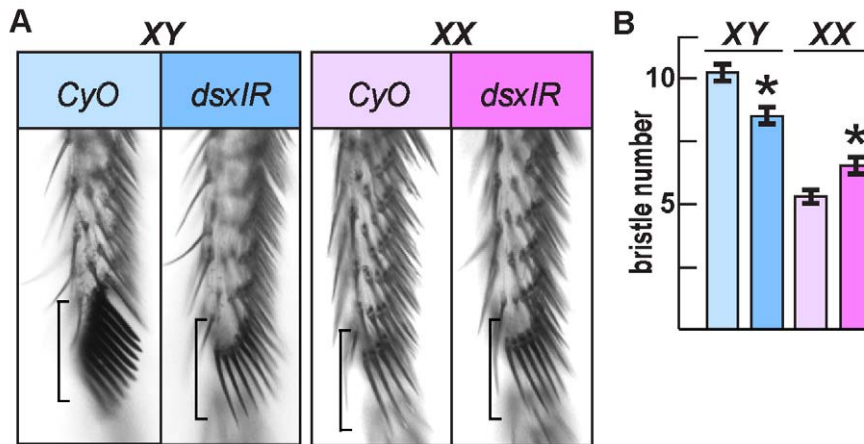 A
XY
XX
CyO
dsxIR
CyO
dsxIR
B
XY
XX
bristle number
10
5
*
*